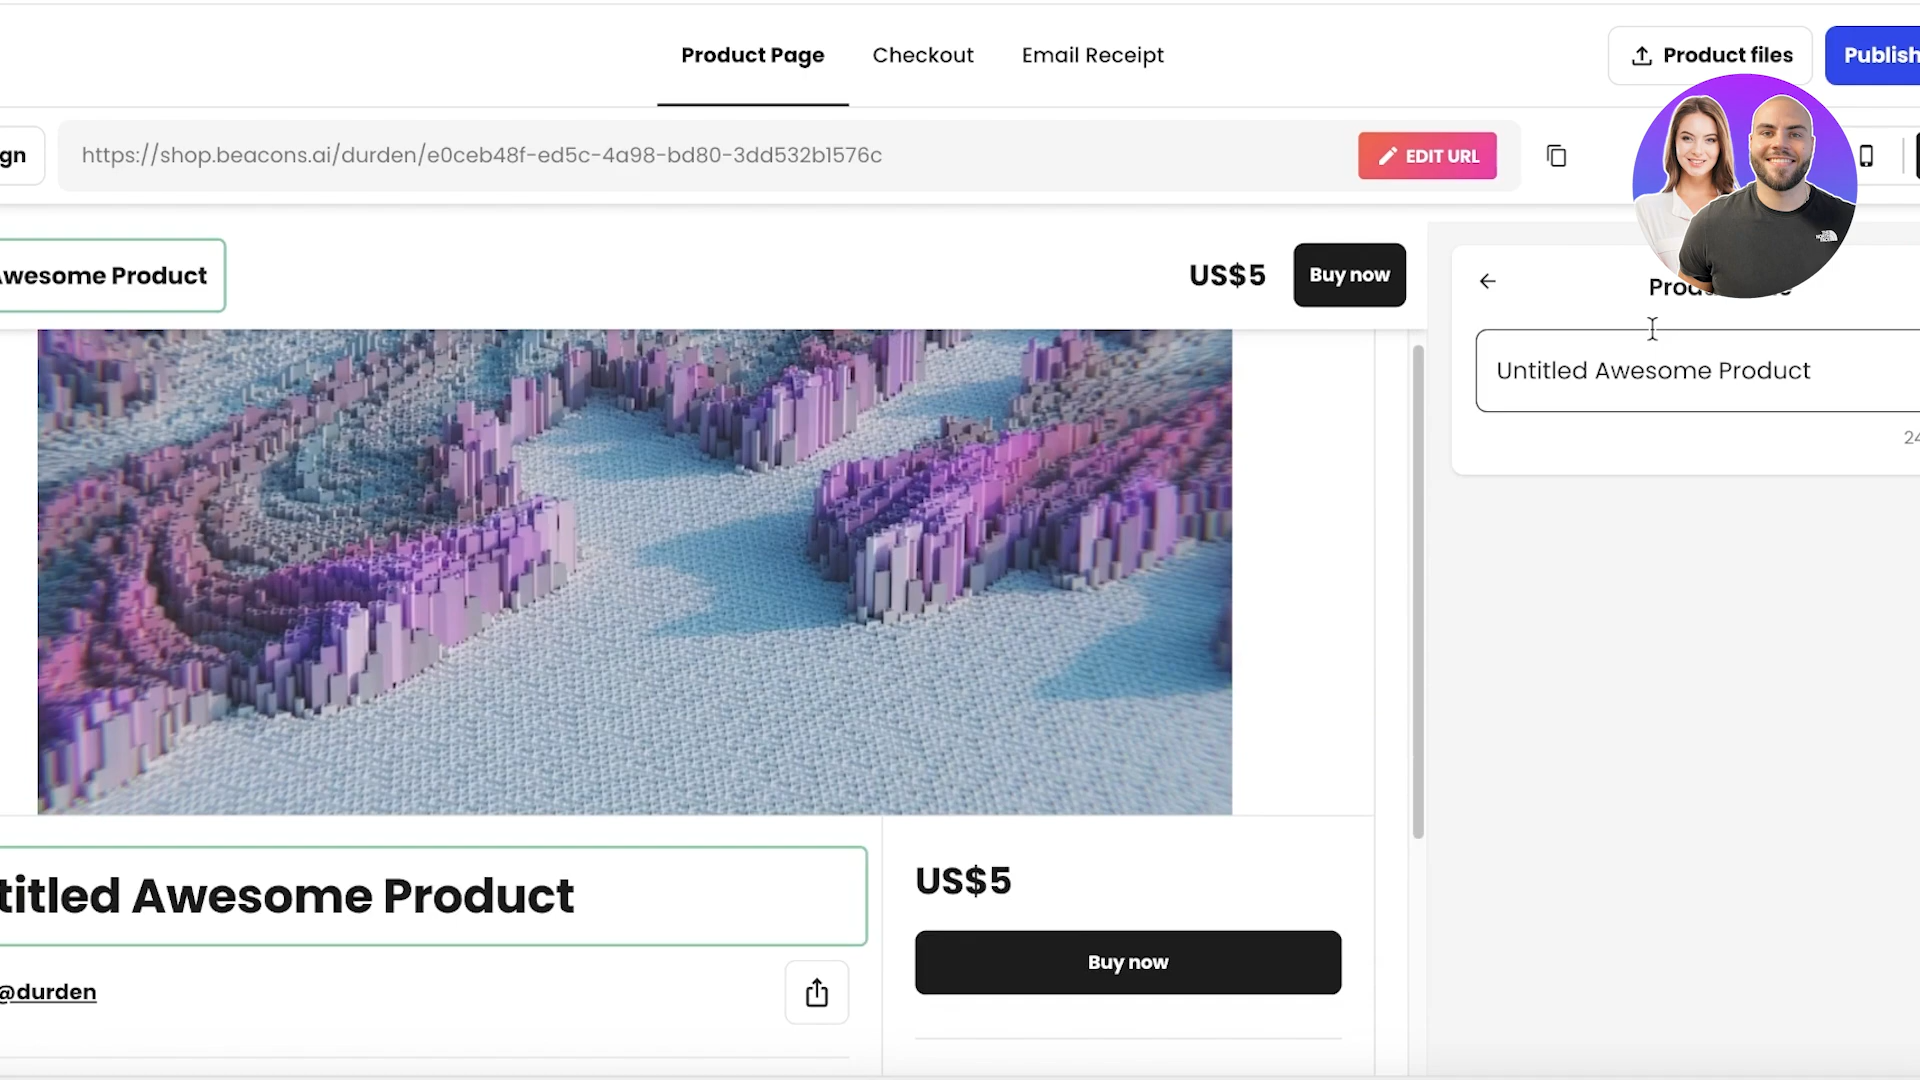 Product Page
Checkout
Email Receipt
Product files
Publish
gn
https://shop.beacons.ai/durden/e0ceb48f-ed5c-4a98-bd80-3dd532b1576c
EDIT URL
Awesome Product
US$5
Buy now
Untitled Awesome Product
24
titled Awesome Product
US$5
Buy now
@durden